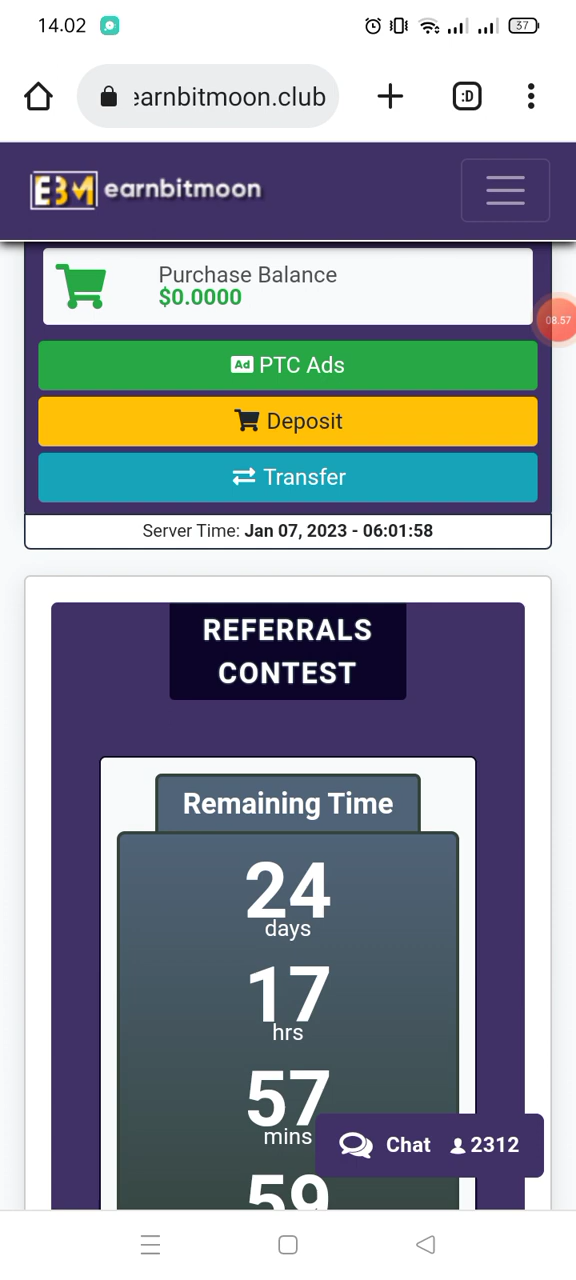 14.02
37
earnbitmoon.club
:D
EBM earnbitmoon
Purchase Balance
$0.0000
08.57
Ad PTC Ads
Deposit
Transfer
Server Time: Jan 07, 2023 - 06:01:58
REFERRALS
CONTEST
Remaining Time
24
days
17
hrs
57
mins
Chat 2312
59